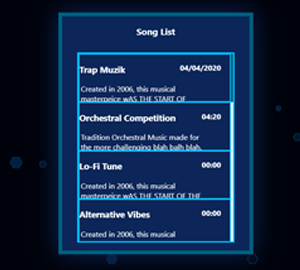 Song List
Trap Muzik 04/04/2020
Created in 2006, this musical
masterpeice wAS THE START OF
Orchestral Competition 04:20
Tradition Orchestral Music made for
the more challenging blah balh blah.
Lo-Fi Tune 00:00
Created in 2006, this musical
masterpeice wAS THE START OF THE
Alternative Vibes 00:00
Created in 2006, this musical